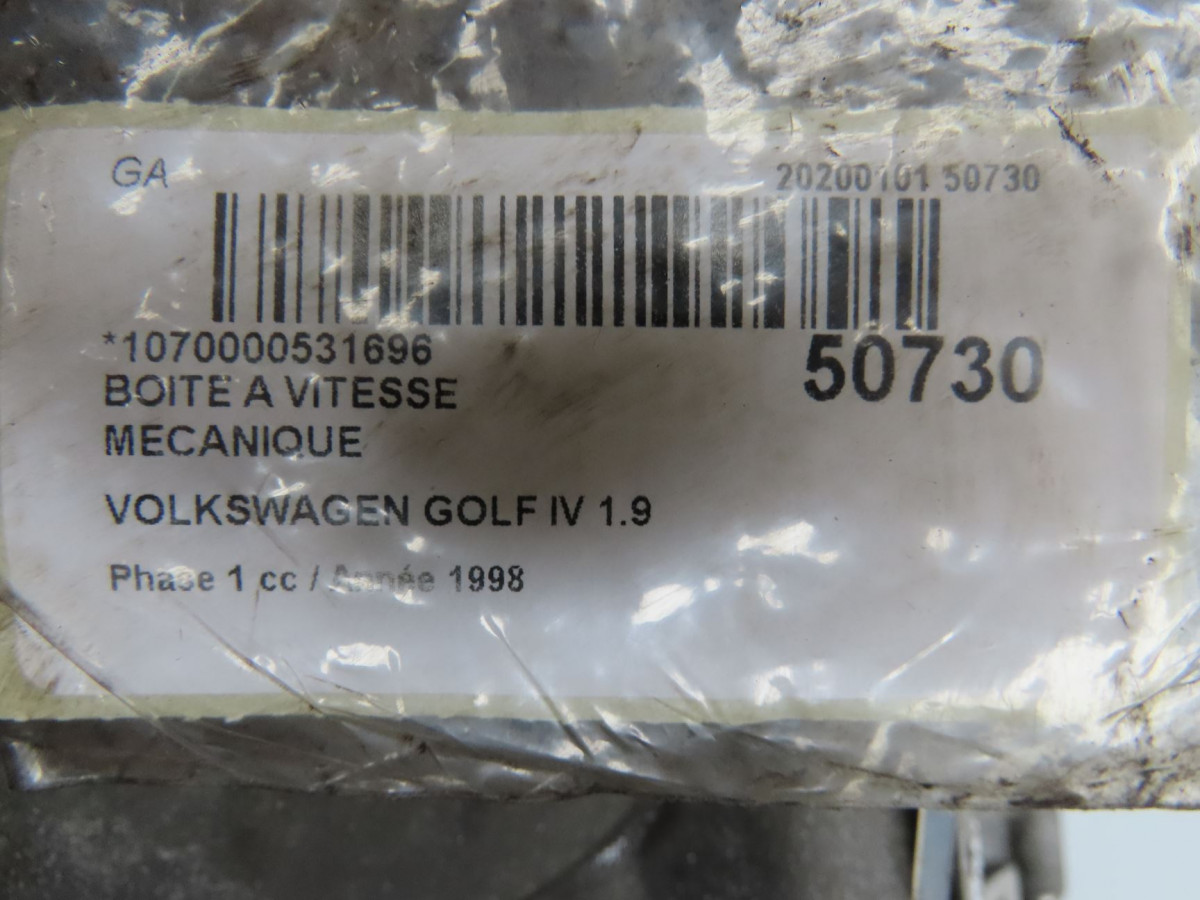 GA
20200101 50730
*1070000531696
50730
BOITE A VITESSE
MECANIQUE
VOLKSWAGEN GOLF IV 1.9
Phase 1 cc / Année 1998